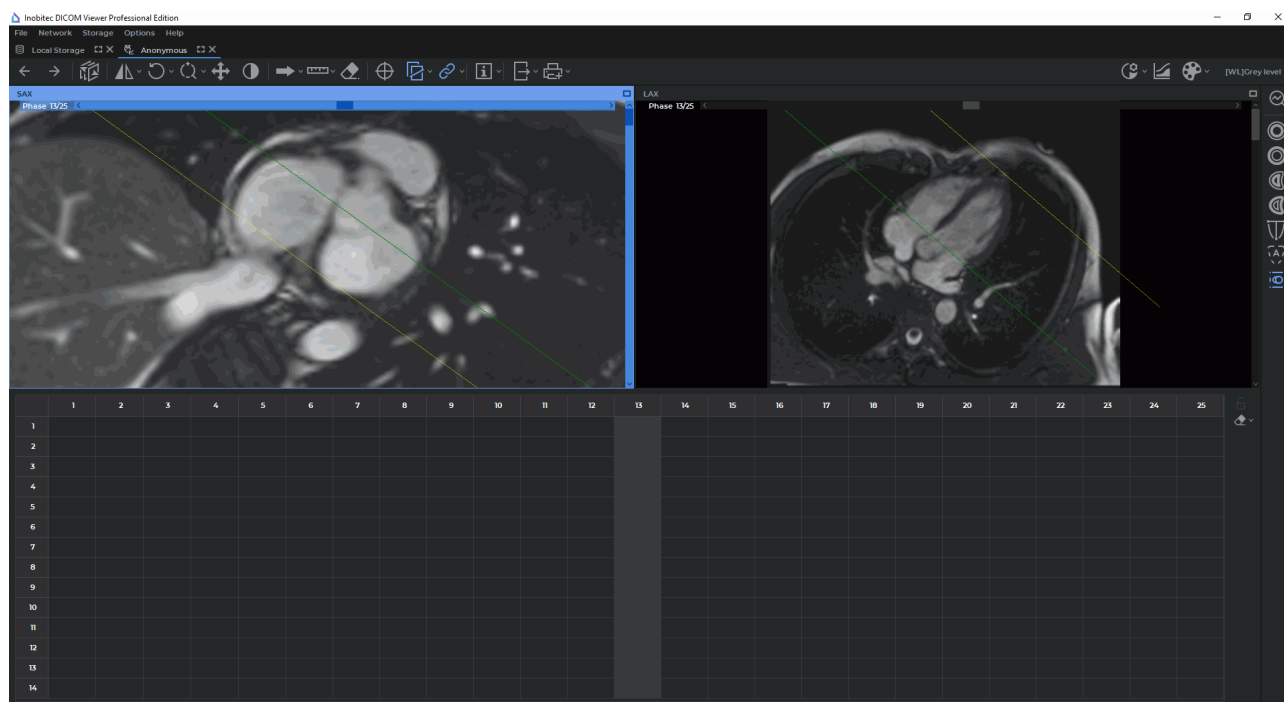 Inobitec DICOM Viewer Professional Edition
File Network Storage Options Help
Local Storage Anonymous
[WL]Grey level
SAX LAX
Phase 13/25 Phase 13/25
1 2 3 4 5 6 7 8 9 10 11 12 13 14 15 16 17 18 19 20 21 22 23 24 25
1
2
3
4
5
6
7
8
9
10
11
12
13
14